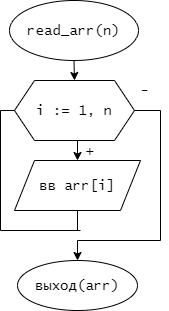 read_arr(n)
i := 1, n
-
+
вв arr[i]
выход(arr)